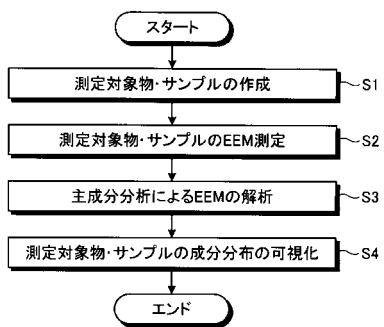 スタート
測定対象物・サンプルの作成 S1
測定対象物・サンプルのEEM測定 S2
主成分分析によるEEMの解析 S3
測定対象物・サンプルの成分分布の可視化 S4
エンド